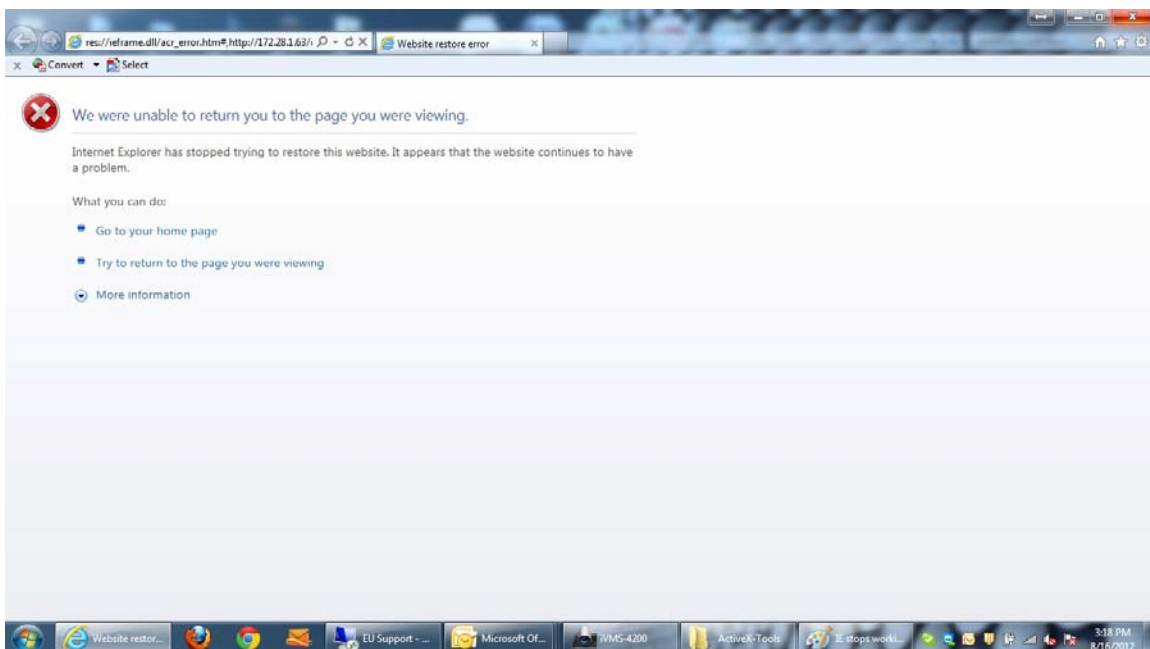 res://ieframe.dll/acr_error.htm#,http://172.28.1.63/
Website restore error
x Convert Select
We were unable to return you to the page you were viewing.
Internet Explorer has stopped trying to restore this website. It appears that the website continues to have
a problem.
What you can do:
Go to your home page
Try to return to the page you were viewing
More information
Website restor... EU Support - ... Microsoft Of... iVMS-4200 ActiveX-Tools IE stops worki... 3:18 PM
8/16/2012